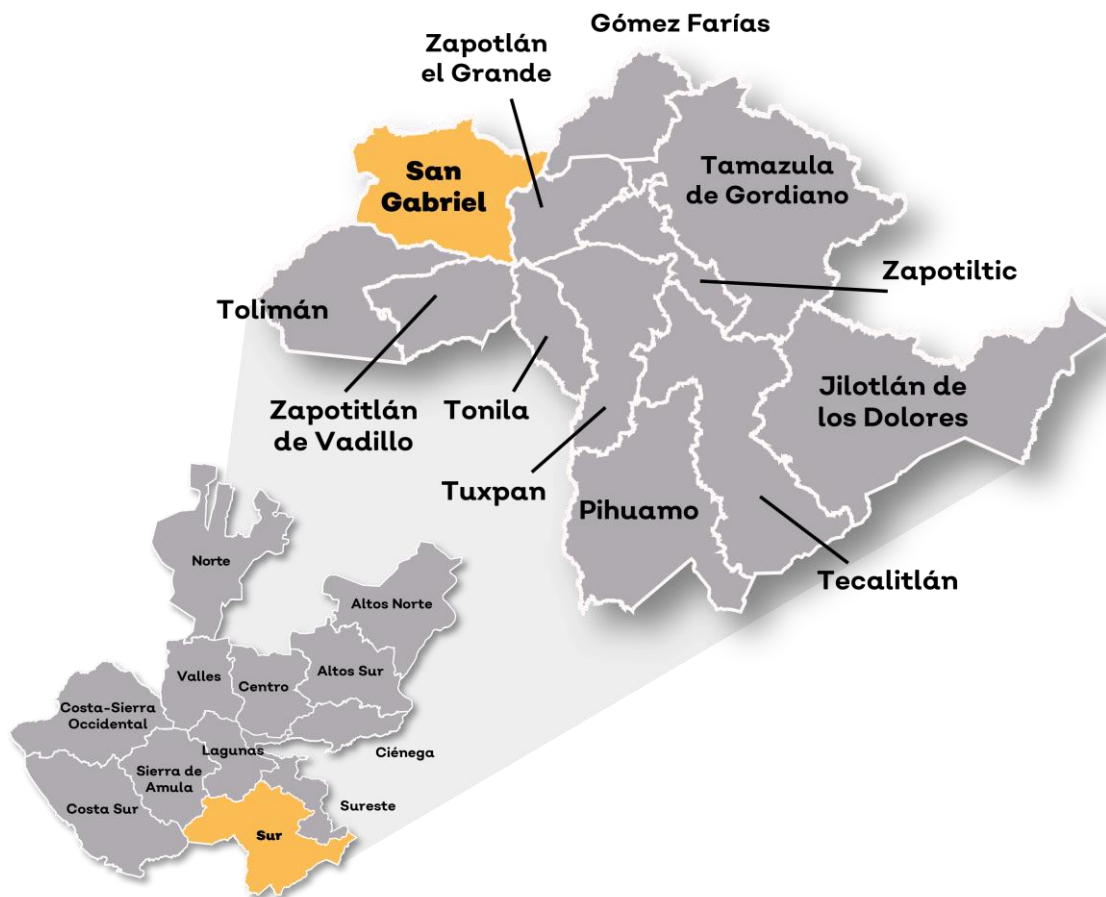 Gómez Farías
Zapotlán
el Grande
San
Gabriel
Tamazula
de Gordiano
Zapotiltic
Tolimán
Jilotlán de
los Dolores
Zapotitlán
de Vadillo
Tonila
Tuxpan
Pihuamo
Tecalitlán
Norte
Altos Norte
Valles
Centro
Altos Sur
Costa-Sierra
Occidental
Lagunas
Ciénega
Sierra de
Amula
Costa Sur
Sureste
Sur